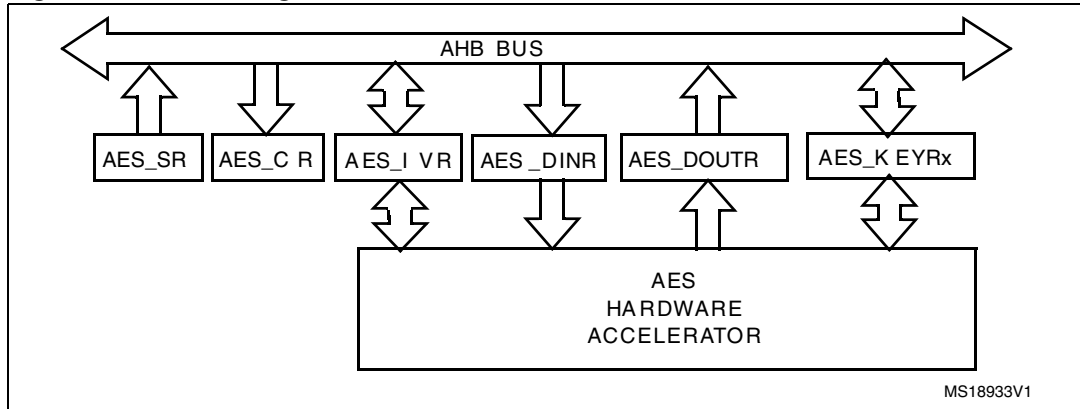 AHB BUS
AES_SR AES_C R AES_I VR AES _DINR AES_DOUTR AES_K EYRx
AES
HARDWARE
ACCELERATOR
MS18933V1